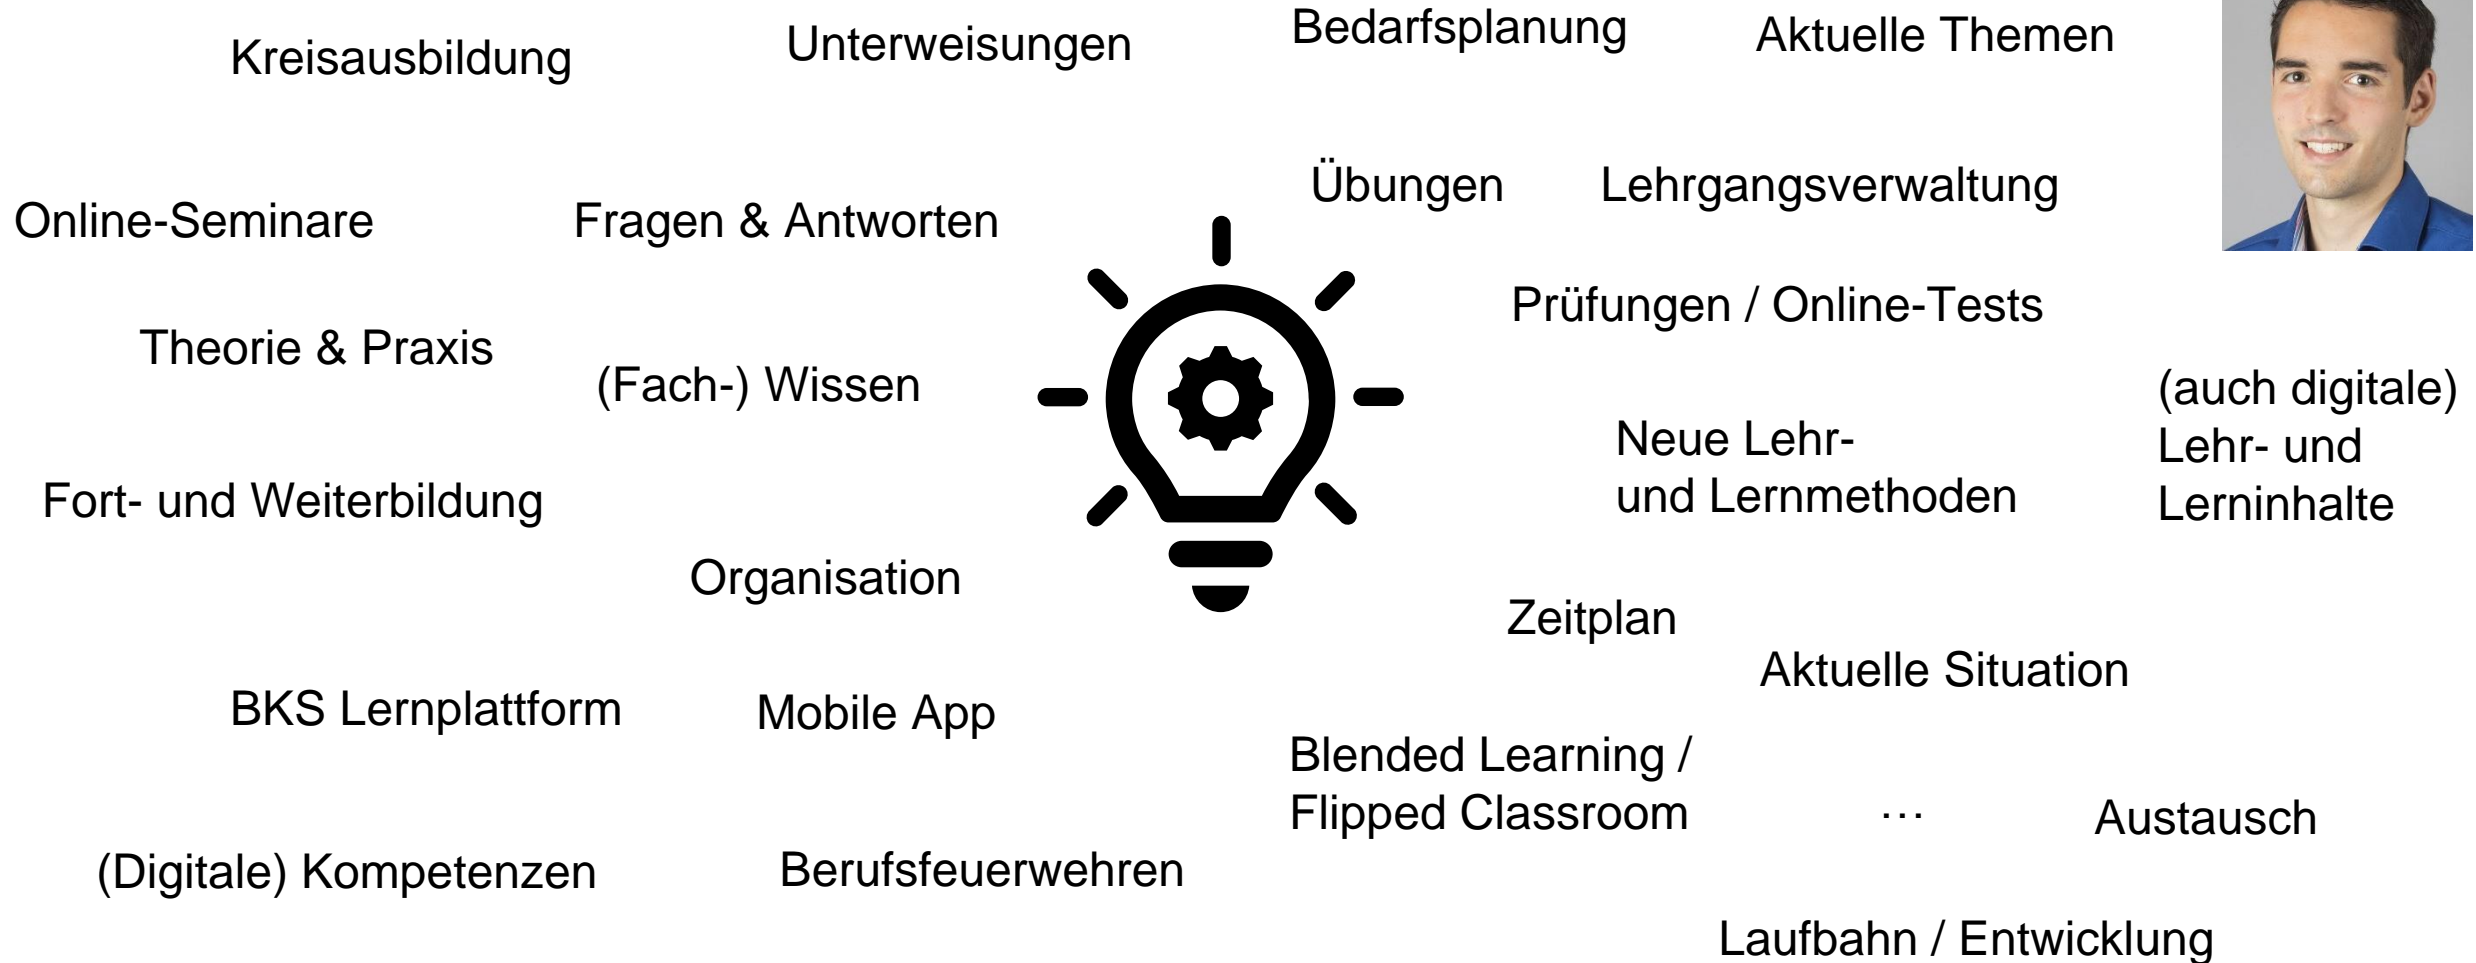 Kreisausbildung
Unterweisungen
Bedarfsplanung
Aktuelle Themen
Online-Seminare
Fragen & Antworten
Übungen
Lehrgangsverwaltung
Theorie & Praxis
(Fach-) Wissen
Prüfungen / Online-Tests
Neue Lehr-
und Lernmethoden
(auch digitale)
Lehr- und
Lerninhalte
Fort- und Weiterbildung
Organisation
Zeitplan
Aktuelle Situation
BKS Lernplattform
Mobile App
Blended Learning /
Flipped Classroom
…
Austausch
(Digitale) Kompetenzen
Berufsfeuerwehren
Laufbahn / Entwicklung